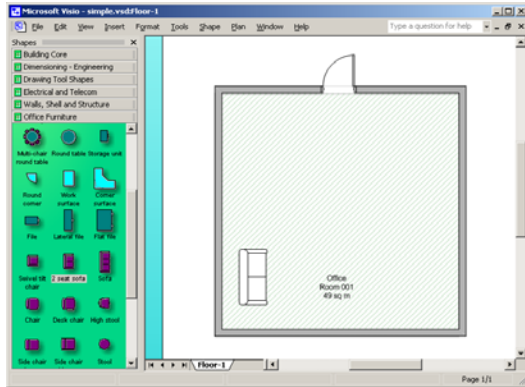 Microsoft Visio - simple.vsd:Floor-1
File Edit View Insert Format Tools Shape Plan Window Help
Type a question for help
Shapes
Building Core
Dimensioning - Engineering
Drawing Tool Shapes
Electrical and Telecom
Walls, Shell and Structure
Office Furniture
Multi-chair round table
Round table
Storage unit
Round corner
Work surface
Corner surface
File
Lateral file
Flat file
Swivel tilt chair
2 seat sofa
Sofa
Chair
Desk chair
High stool
Side chair
Side chair
Stool
Office
Room 001
49 sq m
Floor-1
Page 1/1